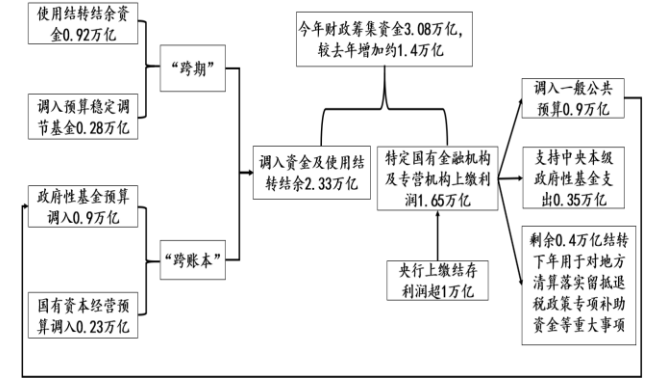 使用结转结余资
金0.92万亿
“跨期”
调入预算稳定调
节基金0.28万亿
政府性基金预算
调入0.9万亿
“跨账本”
国有资本经营预
算调入0.23万亿
今年财政筹集资金3.08万亿，
较去年增加约1.4万亿
调入资金及使用结
转结余2.33万亿
特定国有金融机构
及专营机构上缴利
润1.65万亿
央行上缴结存
利润超1万亿
调入一般公共
预算0.9万亿
支持中央本级
政府性基金支
出0.35万亿
剩余0.4万亿结转
下年用于对地方
清算落实留抵退
税政策专项补助
资金等重大事项